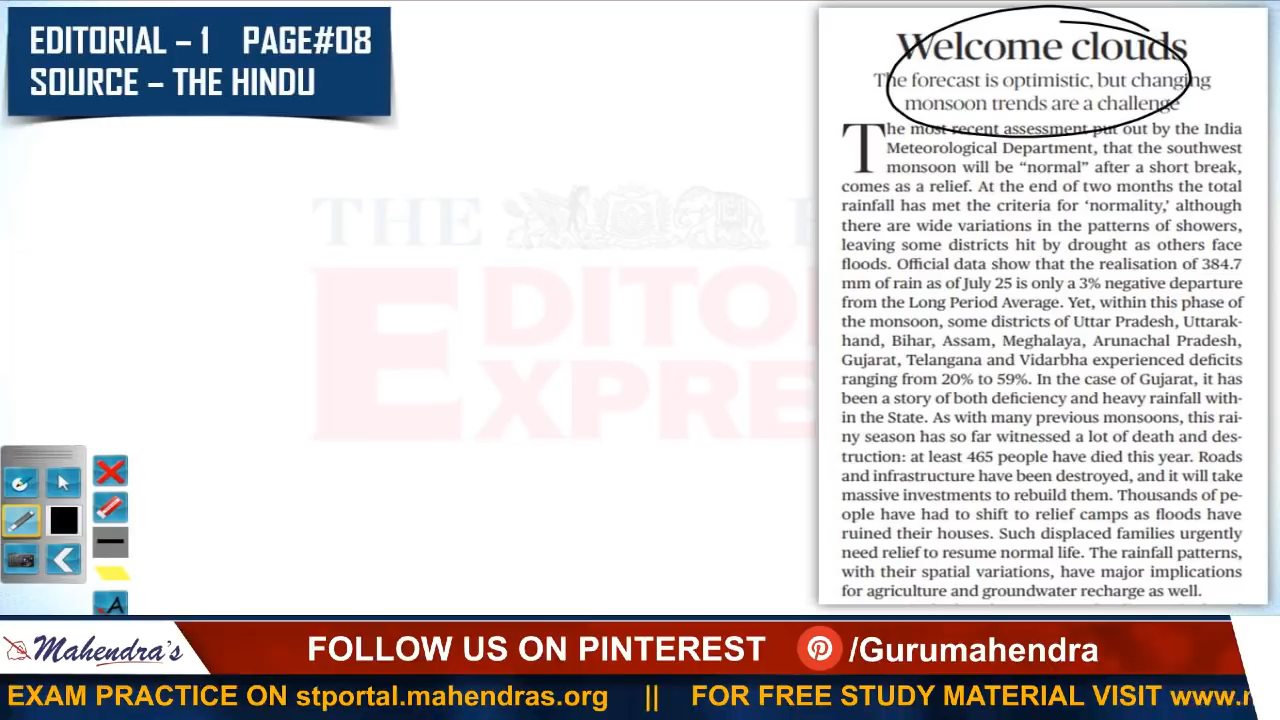 EDITORIAL – 1 PAGE#08
SOURCE – THE HINDU
Welcome clouds
The forecast is optimistic, but changing
monsoon trends are a challenge
The most recent assessment put out by the India
Meteorological Department, that the southwest
monsoon will be “normal” after a short break,
comes as a relief. At the end of two months the total
rainfall has met the criteria for ‘normality,’ although
there are wide variations in the patterns of showers,
leaving some districts hit by drought as others face
floods. Official data show that the realisation of 384.7
mm of rain as of July 25 is only a 3% negative departure
from the Long Period Average. Yet, within this phase of
the monsoon, some districts of Uttar Pradesh, Uttarak-
hand, Bihar, Assam, Meghalaya, Arunachal Pradesh,
Gujarat, Telangana and Vidarbha experienced deficits
ranging from 20% to 59%. In the case of Gujarat, it has
been a story of both deficiency and heavy rainfall with-
in the State. As with many previous monsoons, this rai-
ny season has so far witnessed a lot of death and des-
truction: at least 465 people have died this year. Roads
and infrastructure have been destroyed, and it will take
massive investments to rebuild them. Thousands of pe-
ople have had to shift to relief camps as floods have
ruined their houses. Such displaced families urgently
need relief to resume normal life. The rainfall patterns,
with their spatial variations, have major implications
for agriculture and groundwater recharge as well.
THE H
EDITO
EXPRE
A
Mahendra's
FOLLOW US ON PINTEREST /Gurumahendra
EXAM PRACTICE ON stportal.mahendras.org || FOR FREE STUDY MATERIAL VISIT www.